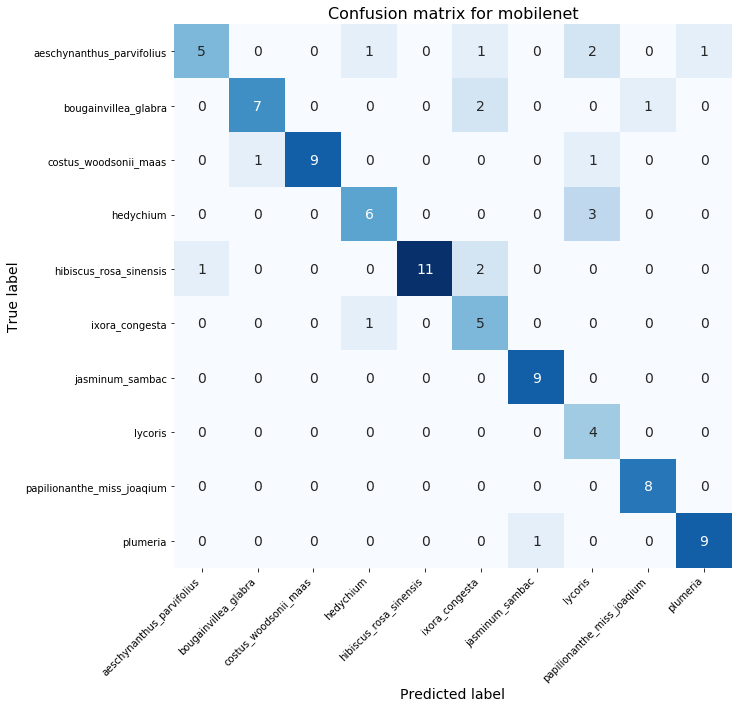 Confusion matrix for mobilenet
True label
aeschynanthus_parvifolius 5 0 0 1 0 1 0 2 0 1
bougainvillea_glabra 0 7 0 0 0 2 0 0 1 0
costus_woodsonii_maas 0 1 9 0 0 0 0 1 0 0
hedychium 0 0 0 6 0 0 0 3 0 0
hibiscus_rosa_sinensis 1 0 0 0 11 2 0 0 0 0
ixora_congesta 0 0 0 1 0 5 0 0 0 0
jasminum_sambac 0 0 0 0 0 0 9 0 0 0
lycoris 0 0 0 0 0 0 0 4 0 0
papilionanthe_miss_joaqium 0 0 0 0 0 0 0 0 8 0
plumeria 0 0 0 0 0 0 1 0 0 9
aeschynanthus_parvifolius
bougainvillea_glabra
costus_woodsonii_maas
hedychium
hibiscus_rosa_sinensis
ixora_congesta
jasminum_sambac
lycoris
papilionanthe_miss_joaqium
plumeria
Predicted label